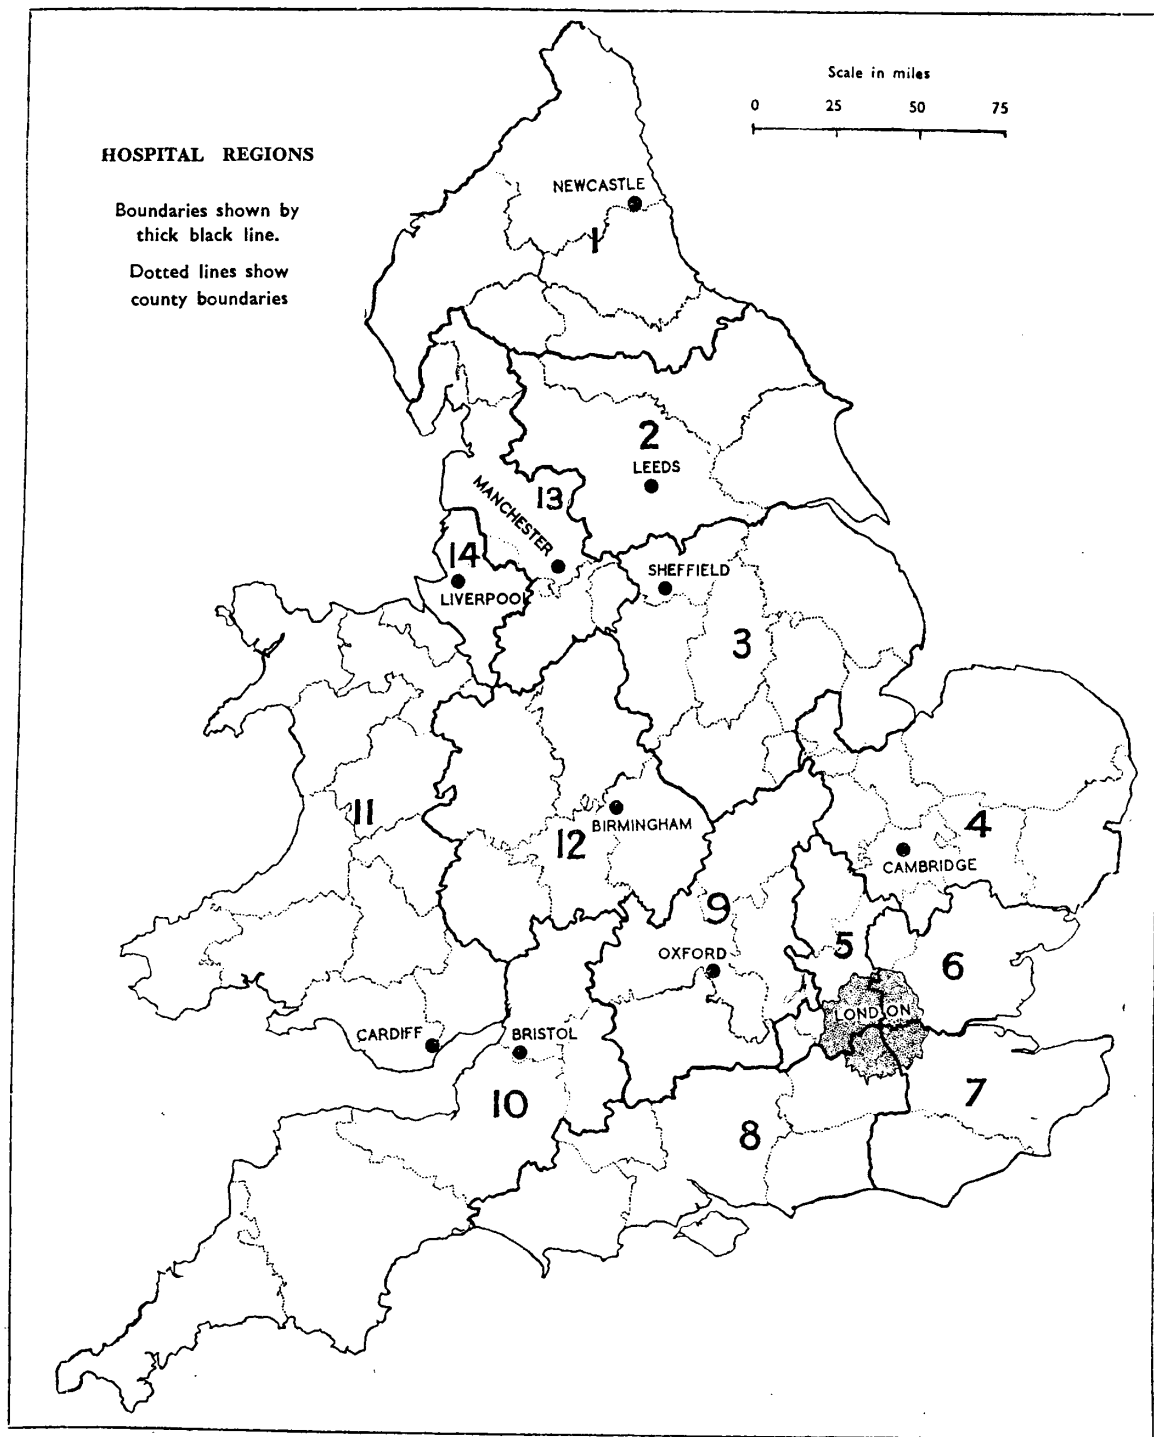 Scale in miles
0 25 50 75
HOSPITAL REGIONS
Boundaries shown by
thick black line.
Dotted lines show
county boundaries
NEWCASTLE
1
2
LEEDS
13
MANCHESTER
14
LIVERPOOL
SHEFFIELD
3
11
12
BIRMINGHAM
4
CAMBRIDGE
9
OXFORD
5
6
LONDON
CARDIFF
BRISTOL
10
7
8